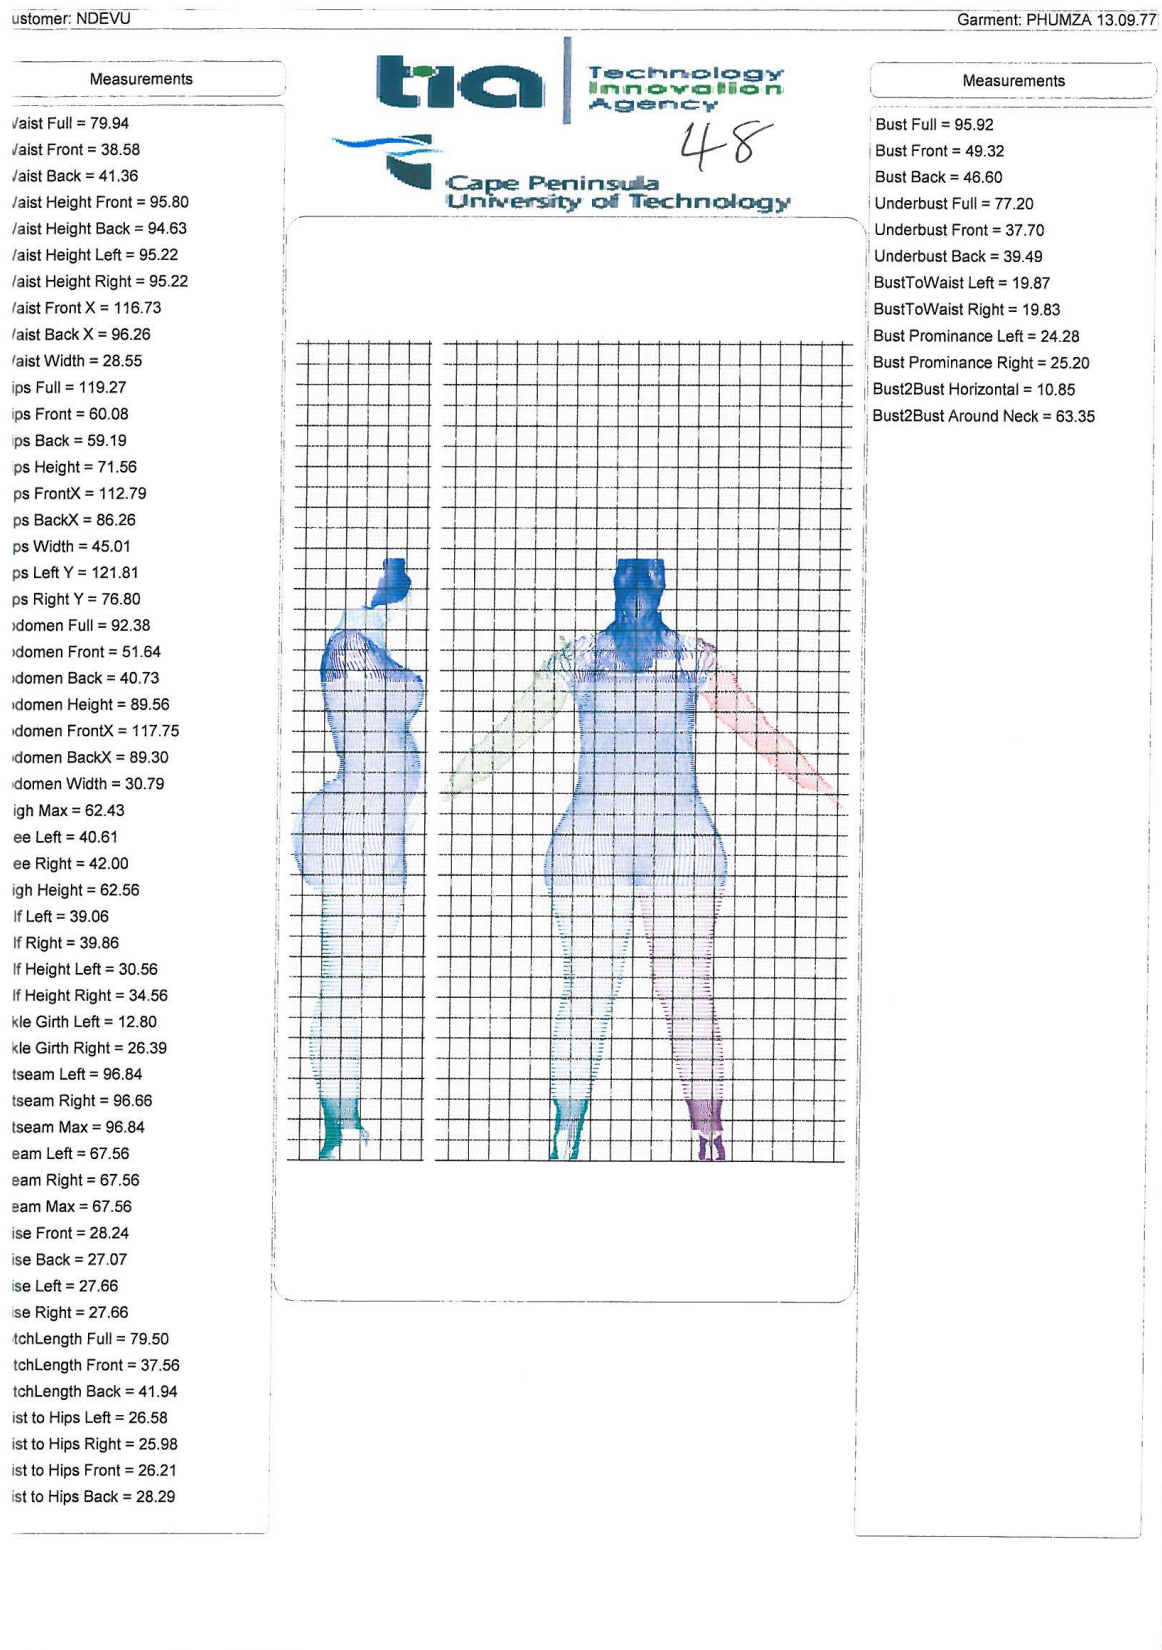 ustomer: NDEVU
Garment: PHUMZA 13.09.77
Measurements
/aist Full = 79.94
/aist Front = 38.58
/aist Back = 41.36
/aist Height Front = 95.80
/aist Height Back = 94.63
/aist Height Left = 95.22
/aist Height Right = 95.22
/aist Front X = 116.73
/aist Back X = 96.26
/aist Width = 28.55
ips Full = 119.27
ips Front = 60.08
ips Back = 59.19
ps Height = 71.56
ps FrontX = 112.79
ps BackX = 86.26
ps Width = 45.01
ps Left Y = 121.81
ps Right Y = 76.80
domen Full = 92.38
domen Front = 51.64
domen Back = 40.73
domen Height = 89.56
domen FrontX = 117.75
domen BackX = 89.30
domen Width = 30.79
igh Max = 62.43
ee Left = 40.61
ee Right = 42.00
igh Height = 62.56
lf Left = 39.06
lf Right = 39.86
lf Height Left = 30.56
lf Height Right = 34.56
kle Girth Left = 12.80
kle Girth Right = 26.39
tseam Left = 96.84
tseam Right = 96.66
tseam Max = 96.84
eam Left = 67.56
eam Right = 67.56
eam Max = 67.56
ise Front = 28.24
ise Back = 27.07
ise Left = 27.66
ise Right = 27.66
tchLength Full = 79.50
tchLength Front = 37.56
tchLength Back = 41.94
ist to Hips Left = 26.58
ist to Hips Right = 25.98
ist to Hips Front = 26.21
ist to Hips Back = 28.29
tia
Technology
Innovation
Agency
48
Cape Peninsula
University of Technology
Measurements
Bust Full = 95.92
Bust Front = 49.32
Bust Back = 46.60
Underbust Full = 77.20
Underbust Front = 37.70
Underbust Back = 39.49
BustToWaist Left = 19.87
BustToWaist Right = 19.83
Bust Prominance Left = 24.28
Bust Prominance Right = 25.20
Bust2Bust Horizontal = 10.85
Bust2Bust Around Neck = 63.35